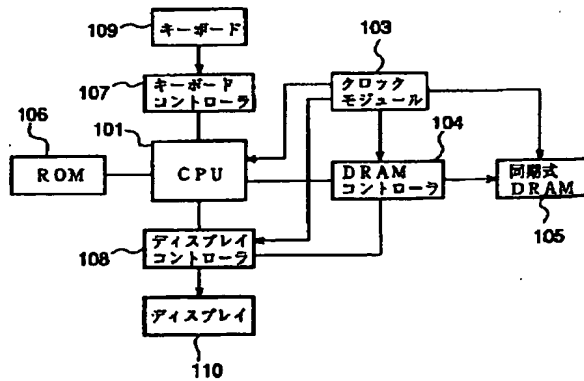 109
キーボード
103
107
キーボード
コントローラ
クロック
モジュール
106
101
104
ROM
CPU
DRAM
コントローラ
同期式
DRAM
105
108
ディスプレイ
コントローラ
ディスプレイ
110